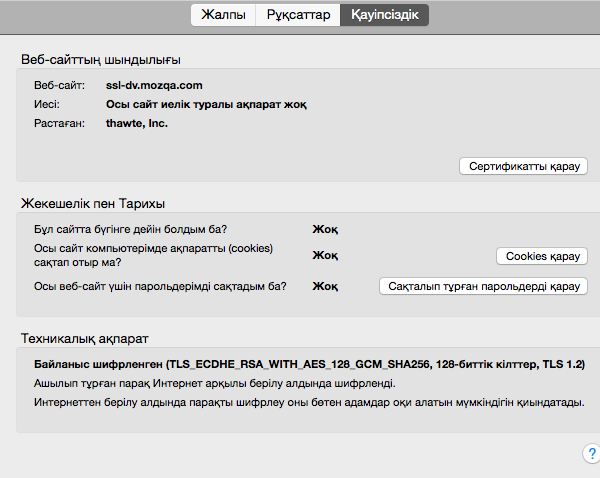 Жалпы Рұқсаттар Қауіпсіздік
Веб-сайттың шындылығы
Веб-сайт: ssl-dv.mozqa.com
Иесі: Осы сайт иелік туралы ақпарат жоқ
Растаған: thawte, Inc.
Сертификатты қарау
Жекешелік пен Тарихы
Бұл сайтта бүгінге дейін болдым ба? Жоқ
Осы сайт компьютерімде ақпаратты (cookies)
сақтап отыр ма? Жоқ Cookies қарау
Осы веб-сайт үшін парольдерімді сақтадым ба? Жоқ Сақталып тұрған парольдерді қарау
Техникалық ақпарат
Байланыс шифрленген (TLS_ECDHE_RSA_WITH_AES_128_GCM_SHA256, 128-биттік кілттер, TLS 1.2)
Ашылып тұрған парақ Интернет арқылы берілу алдында шифрленді.
Интернеттен берілу алдында парақты шифрлеу оны бөтен адамдар оқи алатын мүмкіндігін қиындатады.
?